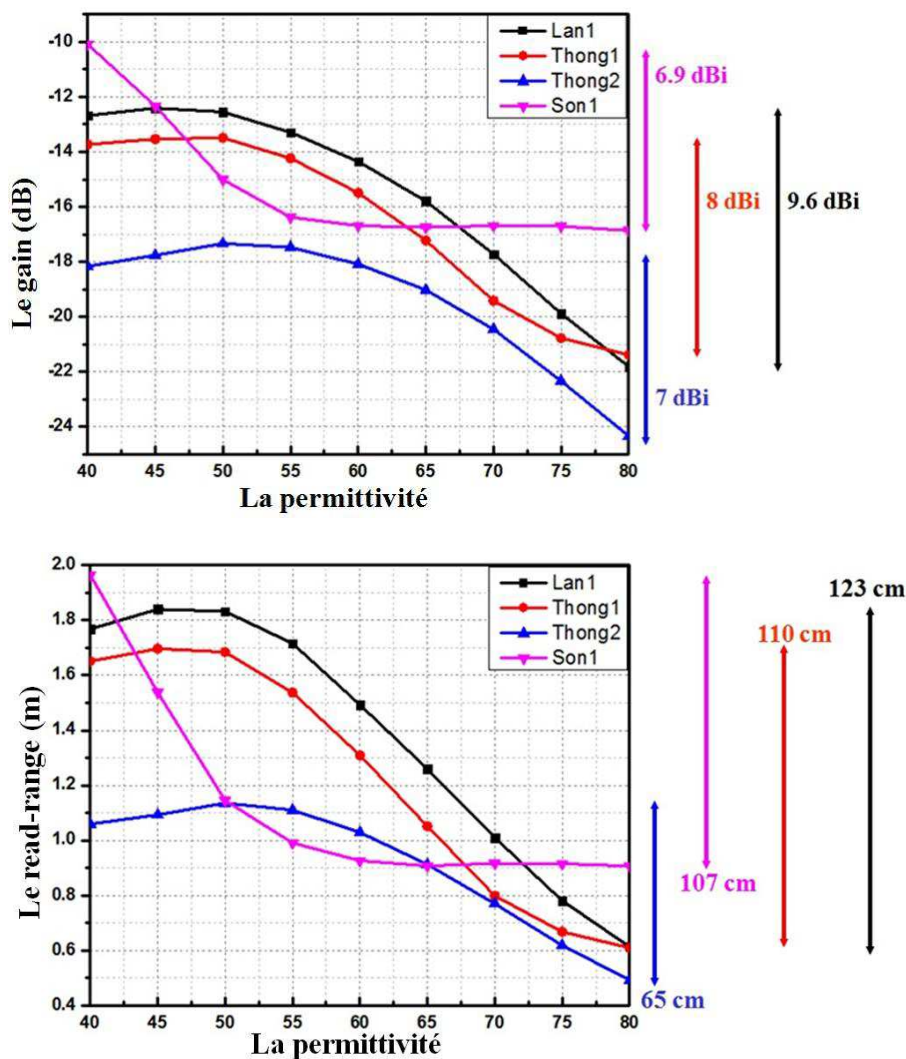 Le gain (dB)
-10
-12
-14
-16
-18
-20
-22
-24
Lan1
Thong1
Thong2
Son1
40 45 50 55 60 65 70 75 80
La permittivité
6.9 dBi
8 dBi
9.6 dBi
7 dBi
Le read-range (m)
2.0
1.8
1.6
1.4
1.2
1.0
0.8
0.6
0.4
Lan1
Thong1
Thong2
Son1
40 45 50 55 60 65 70 75 80
La permittivité
123 cm
110 cm
107 cm
65 cm